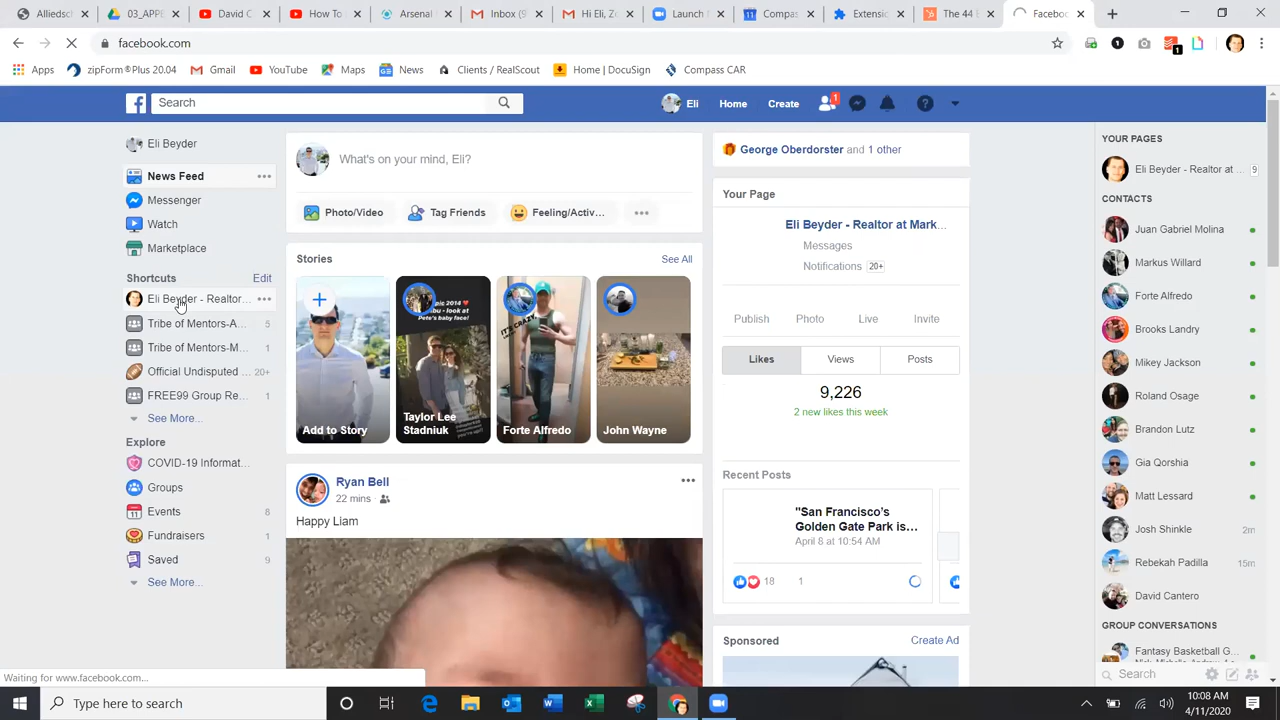 Alliedsch
03_APPE
David C
How To
Arsenal
Inbox (9
Hi Eli, Zo
Launch
Compas
Extension
The 44 E
Facebook
facebook.com
Apps
zipForm®Plus 20.04
Gmail
YouTube
Maps
News
Clients / RealScout
Home | DocuSign
Compass CAR
Search
Eli
Home
Create
1
Eli Beyder
News Feed
Messenger
Watch
Marketplace
Shortcuts Edit
Eli Beyder - Realtor...
Tribe of Mentors-A... 5
Tribe of Mentors-M... 1
Official Undisputed ... 20+
FREE99 Group Re... 1
See More...
Explore
COVID-19 Informat...
Groups
Events 8
Fundraisers 1
Saved 9
See More...
What's on your mind, Eli?
Photo/Video
Tag Friends
Feeling/Activ...
Stories See All
Add to Story
Taylor Lee
Stadniuk
Forte Alfredo
John Wayne
Ryan Bell
22 mins
Happy Liam
George Oberdorster and 1 other
Your Page
Eli Beyder - Realtor at Mark...
Messages
Notifications 20+
Publish Photo Live Invite
Likes Views Posts
9,226
2 new likes this week
Recent Posts
"San Francisco's
Golden Gate Park is...
April 8 at 10:54 AM
18 1
Sponsored Create Ad
YOUR PAGES
Eli Beyder - Realtor at ... 9
CONTACTS
Juan Gabriel Molina
Markus Willard
Forte Alfredo
Brooks Landry
Mikey Jackson
Roland Osage
Brandon Lutz
Gia Qorshia
Matt Lessard
Josh Shinkle 2m
Rebekah Padilla 15m
David Cantero
GROUP CONVERSATIONS
Fantasy Basketball G...
Search
Waiting for www.facebook.com...
Type here to search
10:08 AM
4/11/2020